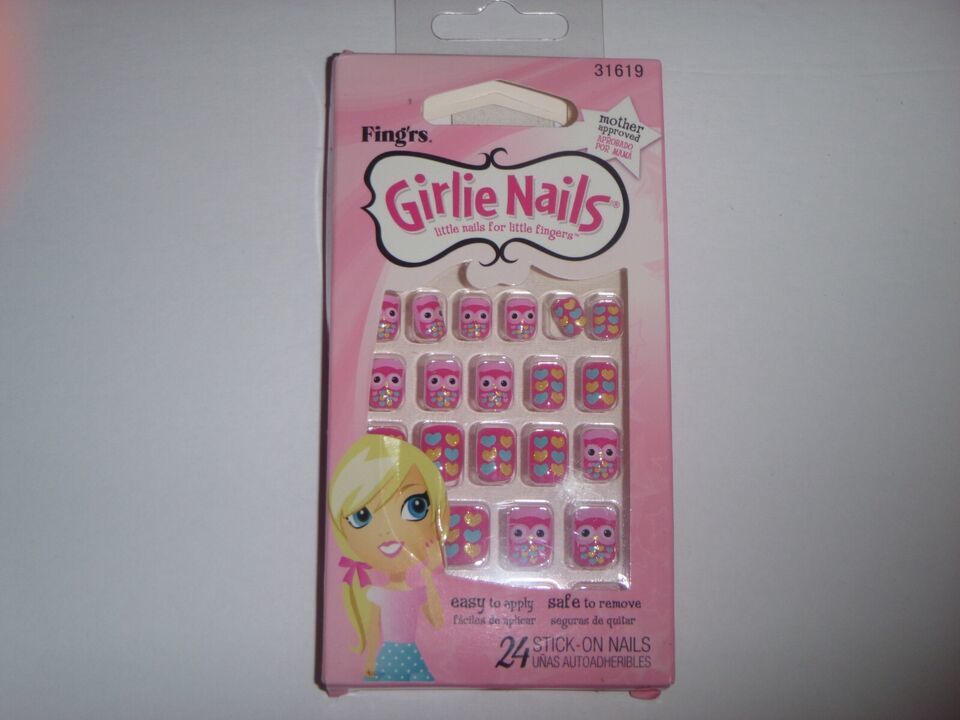 31619
Fing'rs®
mother
approved
APROBADO
POR MAMÁ
Girlie Nails®
little nails for little fingers™
easy to apply safe to remove
fáciles de aplicar seguras de quitar
24 STICK-ON NAILS
UÑAS AUTOADHERIBLES